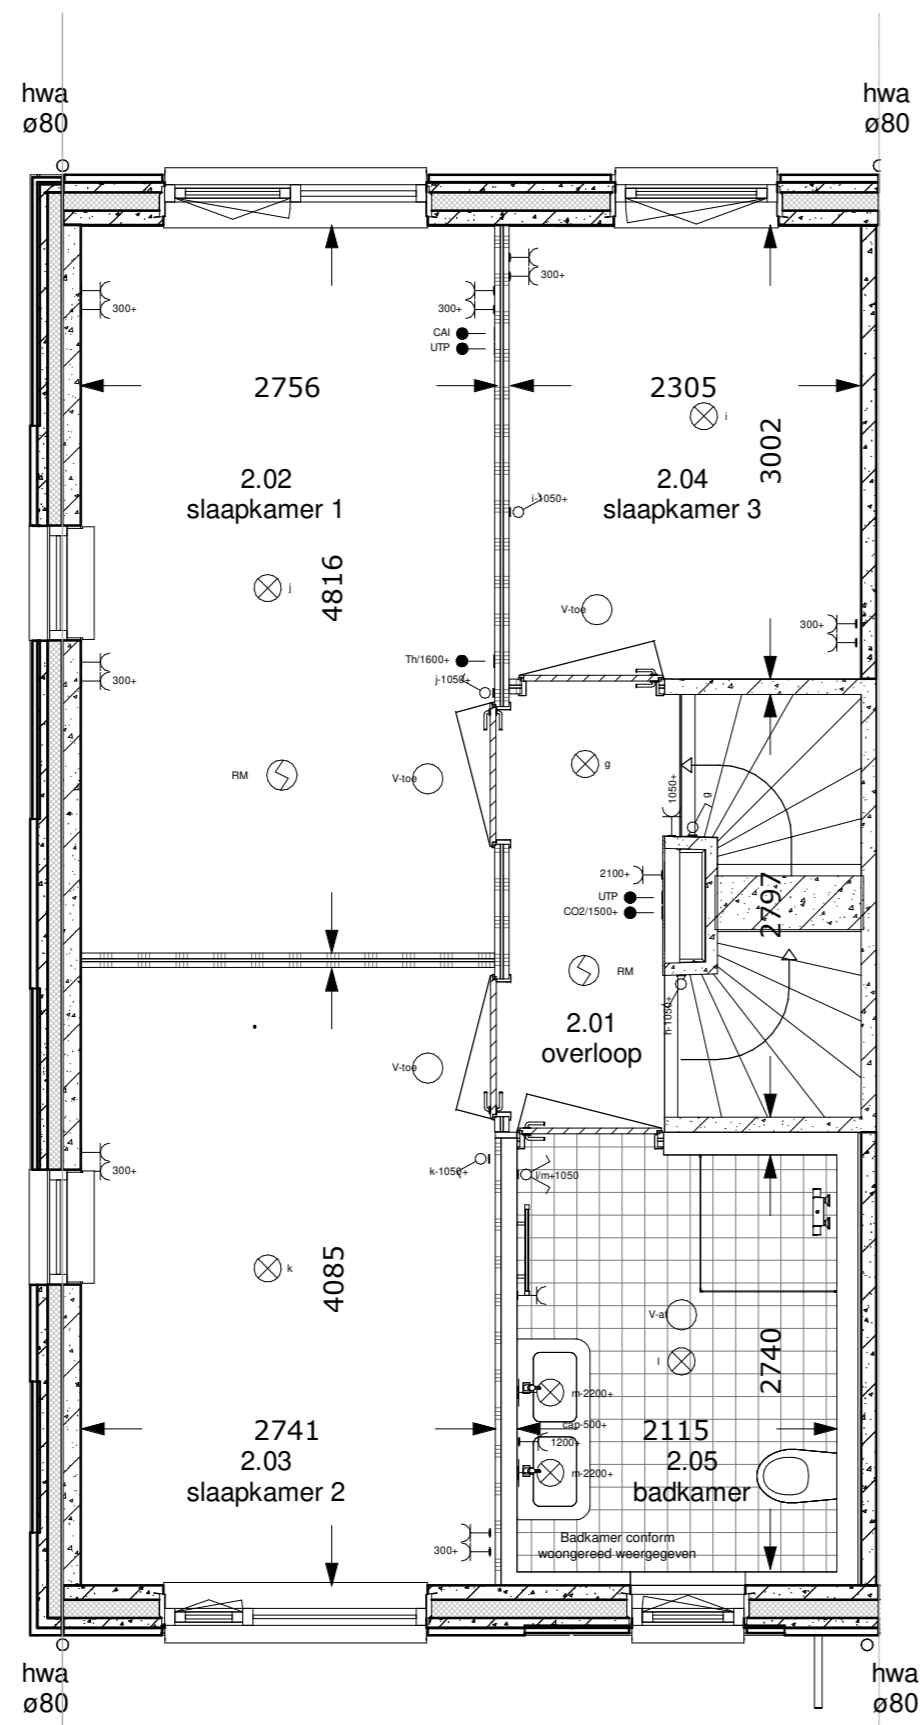 hwa
ø80
hwa
ø80
300+
300+
300+
CAI
UTP
2756
2305
i
3002
2.02
slaapkamer 1
2.04
slaapkamer 3
i-1050+
j
4816
V-toe
300+
Th/1600+
j-1050+
300+
RM
V-toe
g
1050+
g
2100+
UTP
CO2/1500+
2797
RM
h-1050+
2.01
overloop
V-toe
300+
k-1050+
l/m+1050
k
4085
V-af
l
2740
m-2200+
cap-500+
1200+
m-2200+
2741
2.03
slaapkamer 2
2115
2.05
badkamer
300+
Badkamer conform
woongereed weergegeven
hwa
ø80
hwa
ø80